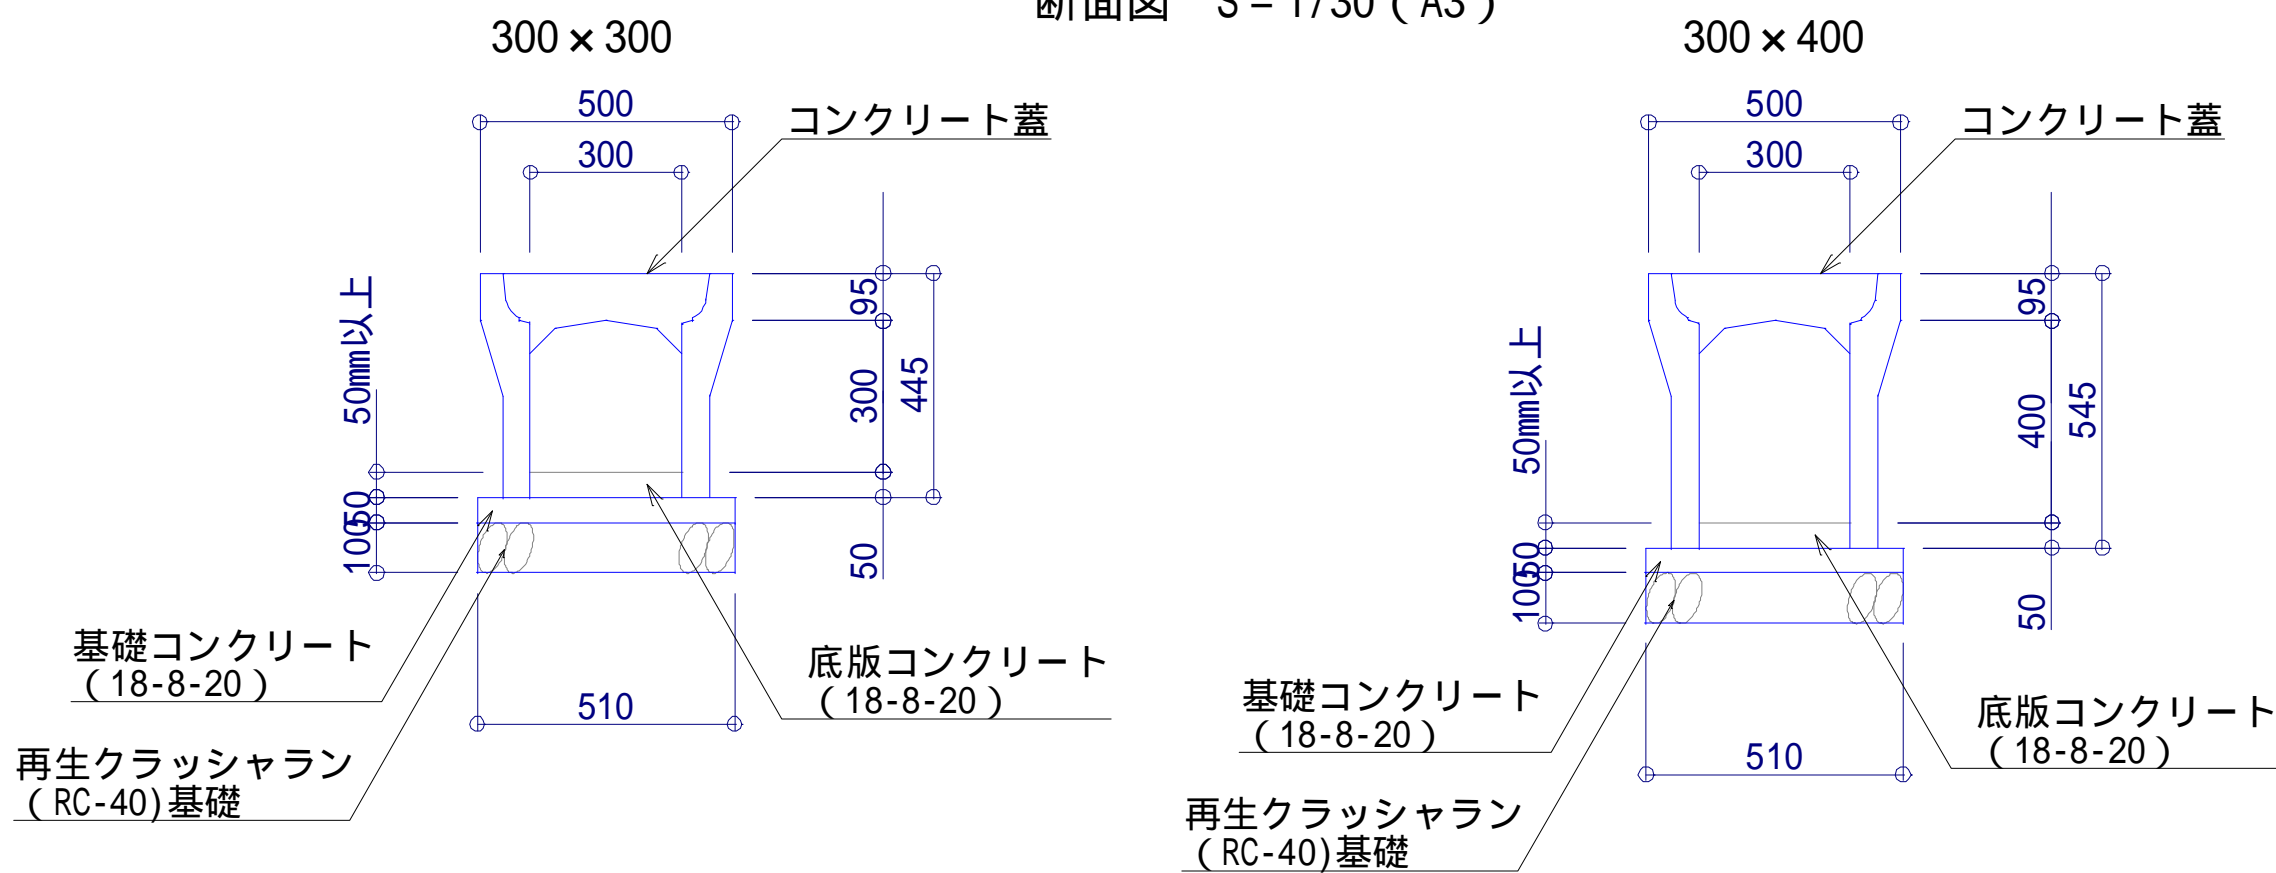 断面図 S = 1/30 ( A3 )
300 × 300
500
300
コンクリート蓋
95
300
445
50
50mm以上
50
100
510
基礎コンクリート
( 18-8-20 )
底版コンクリート
( 18-8-20 )
再生クラッシャラン
( RC-40)基礎
300 × 400
500
300
コンクリート蓋
95
400
545
50
50mm以上
50
100
510
基礎コンクリート
( 18-8-20 )
底版コンクリート
( 18-8-20 )
再生クラッシャラン
( RC-40)基礎